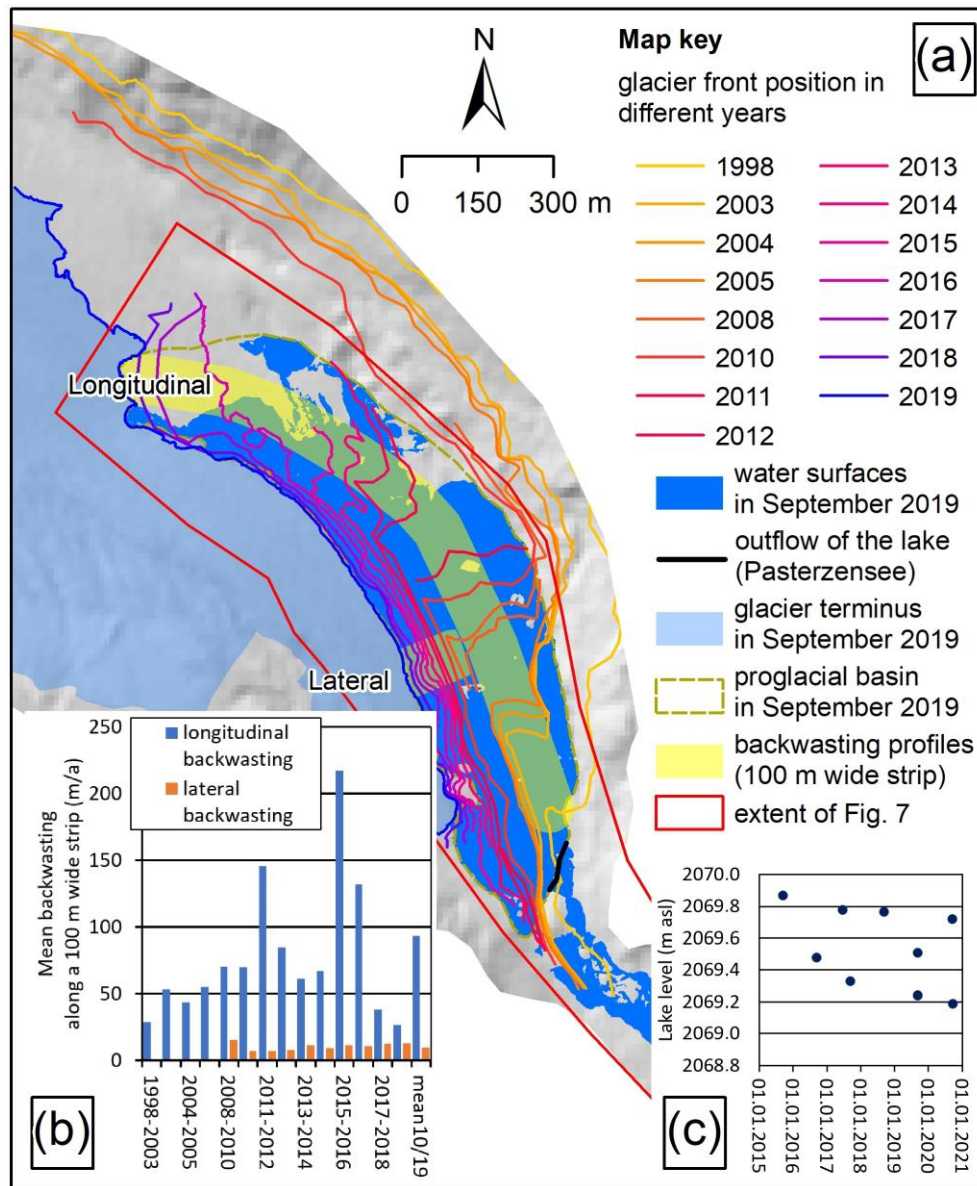 (a)
N
0 150 300 m
Map key
glacier front position in
different years
1998
2003
2004
2005
2008
2010
2011
2012
2013
2014
2015
2016
2017
2018
2019
water surfaces
in September 2019
outflow of the lake
(Pasterzensee)
glacier terminus
in September 2019
proglacial basin
in September 2019
backwasting profiles
(100 m wide strip)
extent of Fig. 7
Longitudinal
Lateral
(b)
longitudinal
backwasting
lateral
backwasting
Mean backwasting
along a 100 m wide strip (m/a)
250
200
150
100
50
0
1998-2003
2004-2005
2008-2010
2011-2012
2013-2014
2015-2016
2017-2018
mean10/19
(c)
Lake level (m asl)
2070.0
2069.8
2069.6
2069.4
2069.2
2069.0
2068.8
01.01.2015
01.01.2016
01.01.2017
01.01.2018
01.01.2019
01.01.2020
01.01.2021